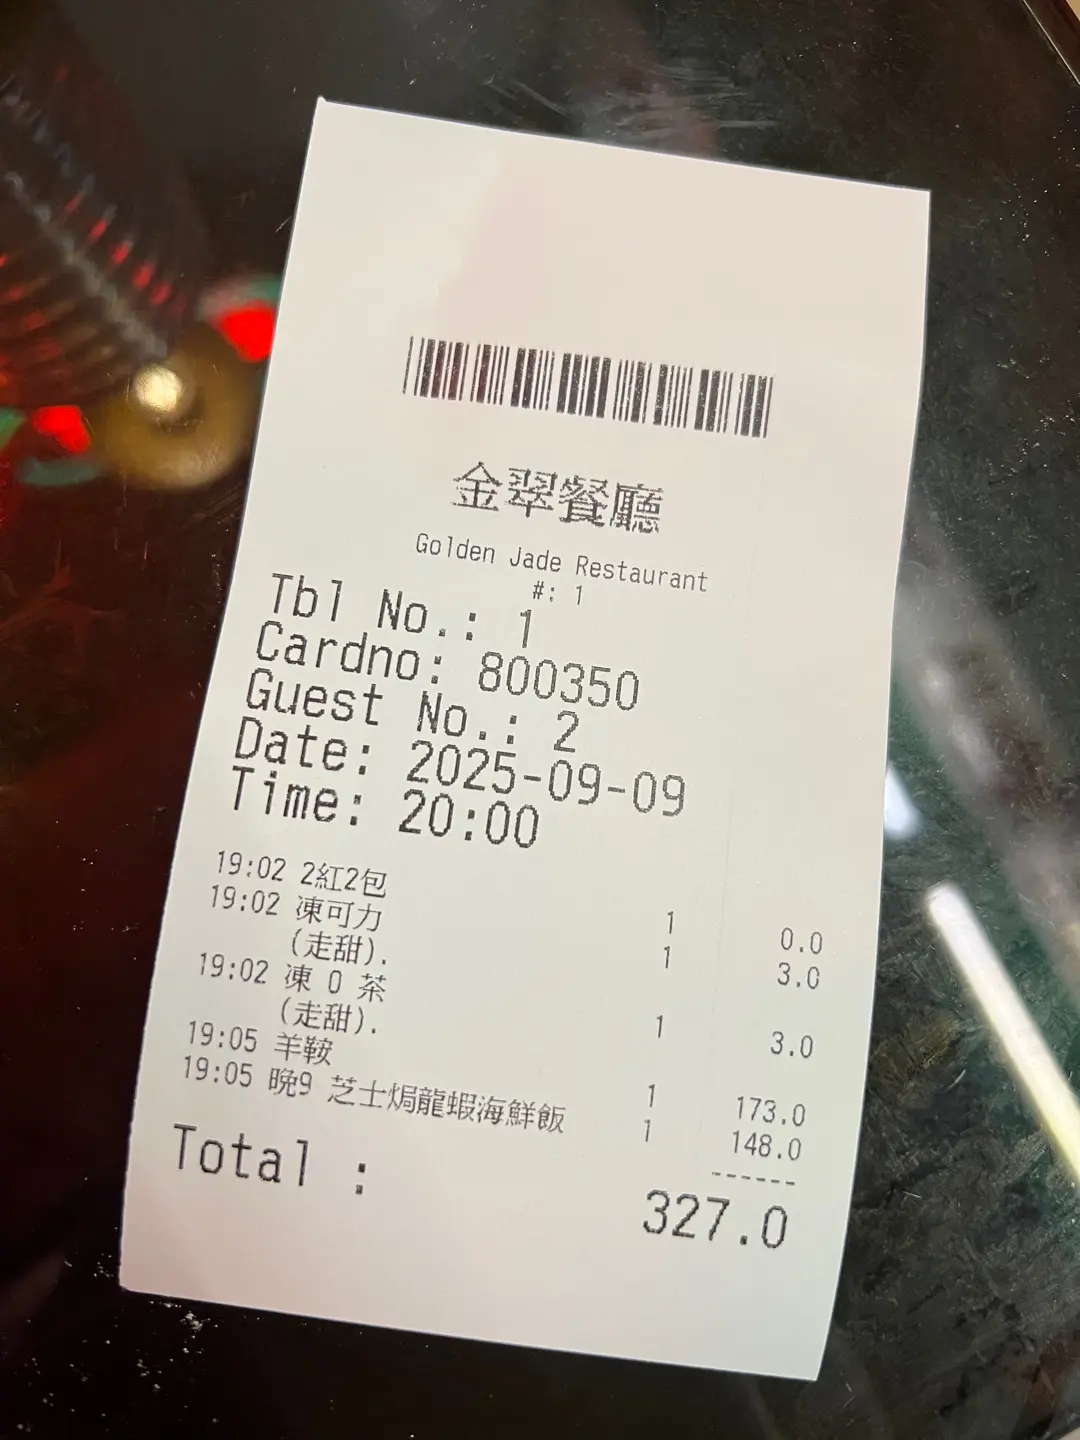 金翠餐廳
Golden Jade Restaurant
#: 1
Tbl No.: 1
Cardno: 800350
Guest No.: 2
Date: 2025-09-09
Time: 20:00
19:02 2紅2包 1 0.0
19:02 凍可力 1 3.0
(走甜).
19:02 凍 0 茶 1 3.0
(走甜).
19:05 羊鞍 1 173.0
19:05 晚9 芝士焗龍蝦海鮮飯 1 148.0
------
Total : 327.0